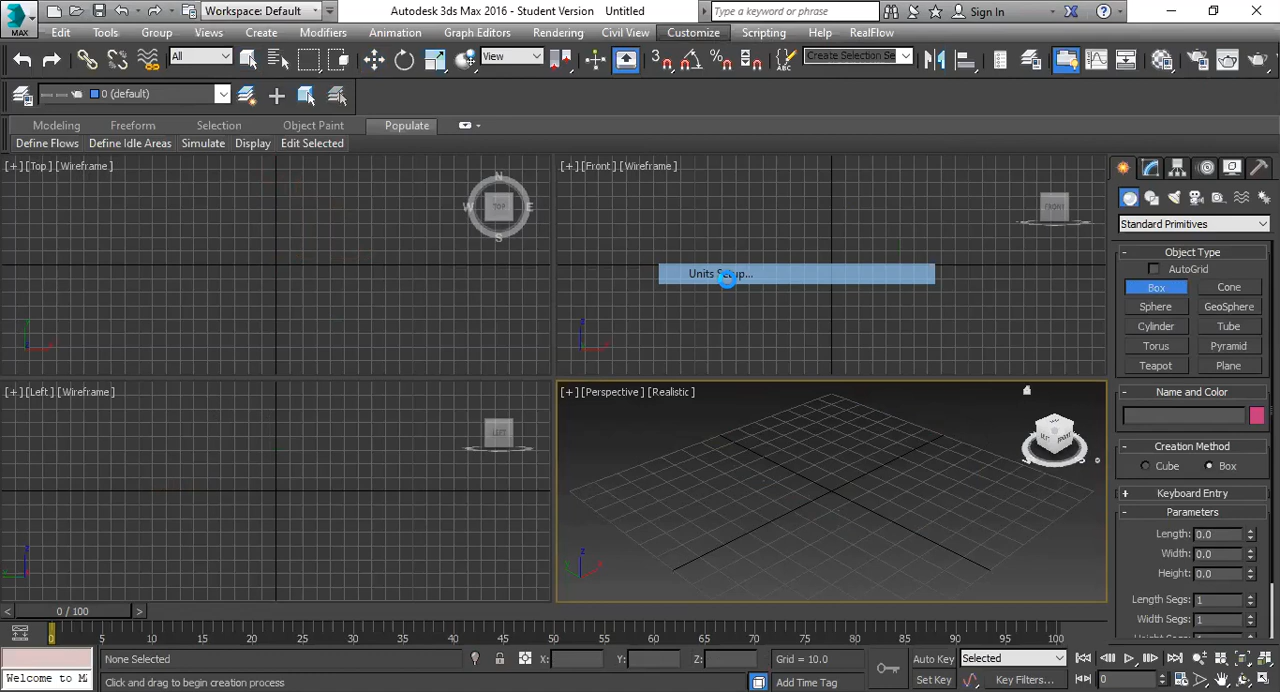 Workspace: Default
Autodesk 3ds Max 2016 - Student Version Untitled
Type a keyword or phrase
Sign In
MAX
Edit Tools Group Views Create Modifiers Animation Graph Editors Rendering Civil View Customize Scripting Help RealFlow
All
View
3
Create Selection Se
0 (default)
Modeling Freeform Selection Object Paint Populate
Define Flows Define Idle Areas Simulate Display Edit Selected
[+] [Top] [Wireframe]
N
W TOP E
S
[+] [Front] [Wireframe]
FRONT
Units Setup...
[+] [Left] [Wireframe]
LEFT
[+] [Perspective] [Realistic]
Standard Primitives
Object Type
AutoGrid
Box Cone
Sphere GeoSphere
Cylinder Tube
Torus Pyramid
Teapot Plane
Name and Color
Creation Method
Cube Box
Keyboard Entry
Parameters
Length: 0.0
Width: 0.0
Height: 0.0
Length Segs: 1
Width Segs: 1
< 0 / 100 >
0 5 10 15 20 25 30 35 40 45 50 55 60 65 70 75 80 85 90 95 100
None Selected
X: Y: Z:
Grid = 10.0
Auto Key Selected
Welcome to M
Click and drag to begin creation process
Add Time Tag
Set Key Key Filters...
0